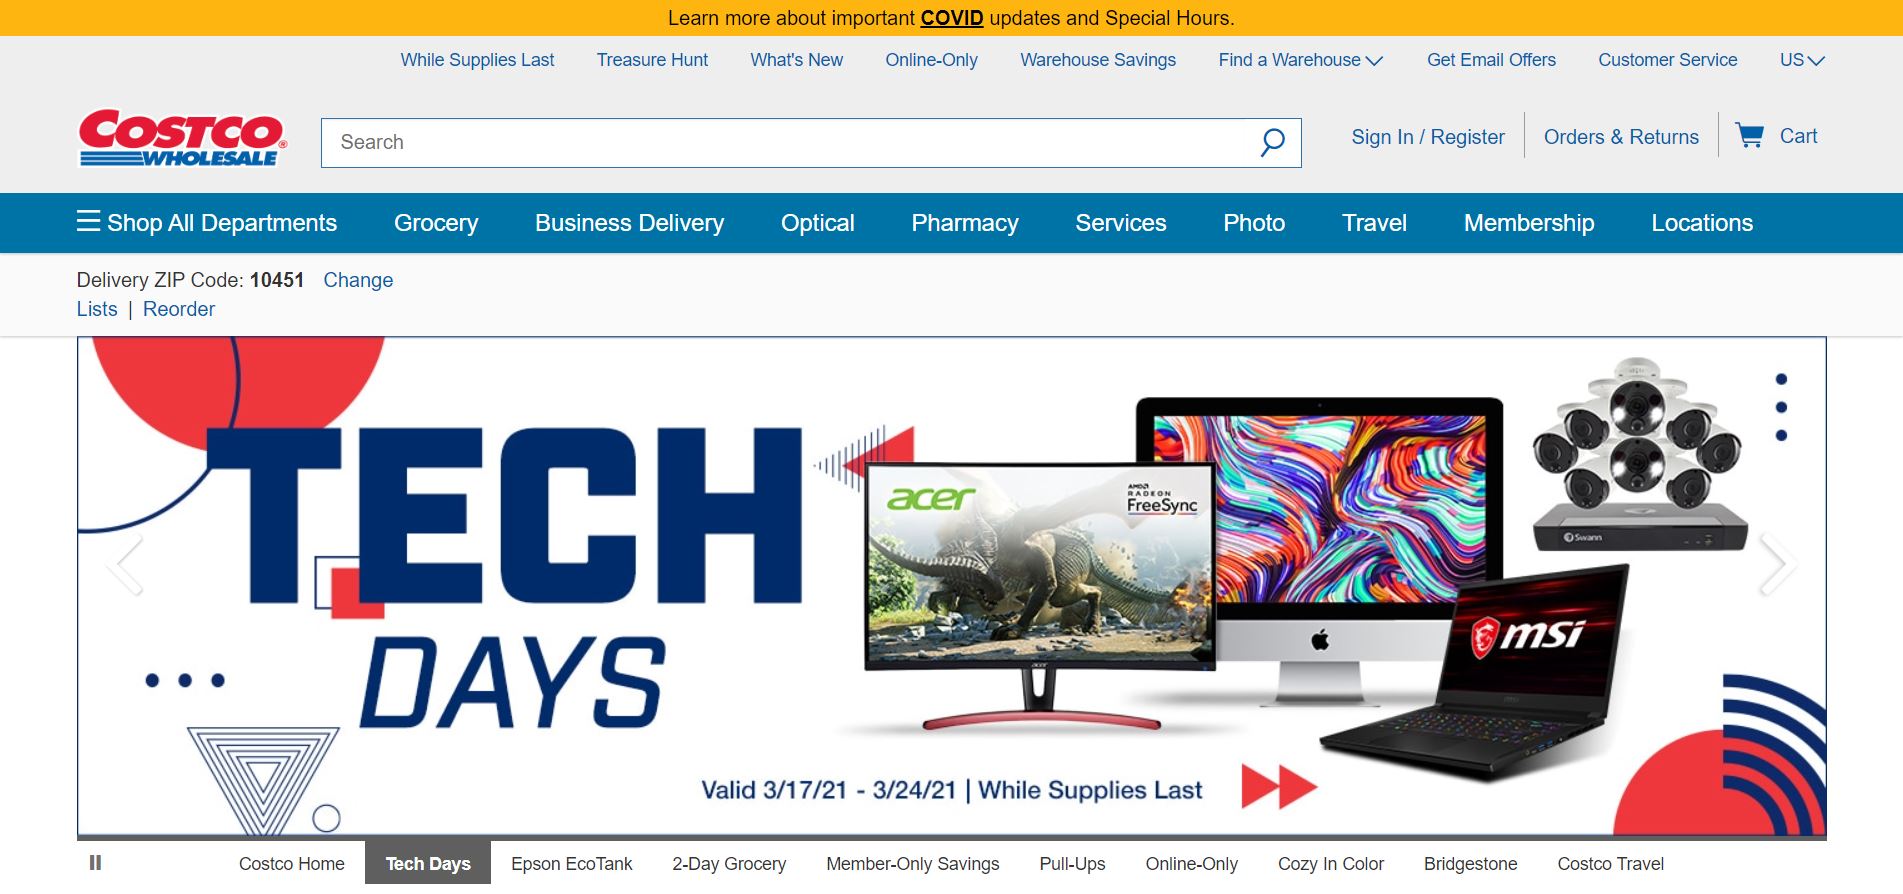 Learn more about important COVID updates and Special Hours.
While Supplies Last Treasure Hunt What's New Online-Only Warehouse Savings Find a Warehouse Get Email Offers Customer Service US
COSTCO WHOLESALE
Search
Sign In / Register Orders & Returns Cart
Shop All Departments Grocery Business Delivery Optical Pharmacy Services Photo Travel Membership Locations
Delivery ZIP Code: 10451 Change
Lists | Reorder
TECH
DAYS
acer
AMD
RADEON
FreeSync
acer
Swann
msi
Valid 3/17/21 - 3/24/21 | While Supplies Last
Costco Home Tech Days Epson EcoTank 2-Day Grocery Member-Only Savings Pull-Ups Online-Only Cozy In Color Bridgestone Costco Travel